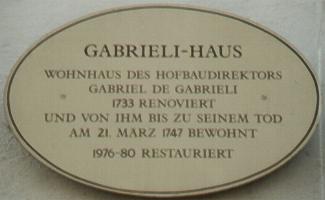 GABRIELI-HAUS
WOHNHAUS DES HOFBAUDIREKTORS
GABRIEL DE GABRIELI
1733 RENOVIERT
UND VON IHM BIS ZU SEINEM TOD
AM 21. MÄRZ 1747 BEWOHNT
1976-80 RESTAURIERT